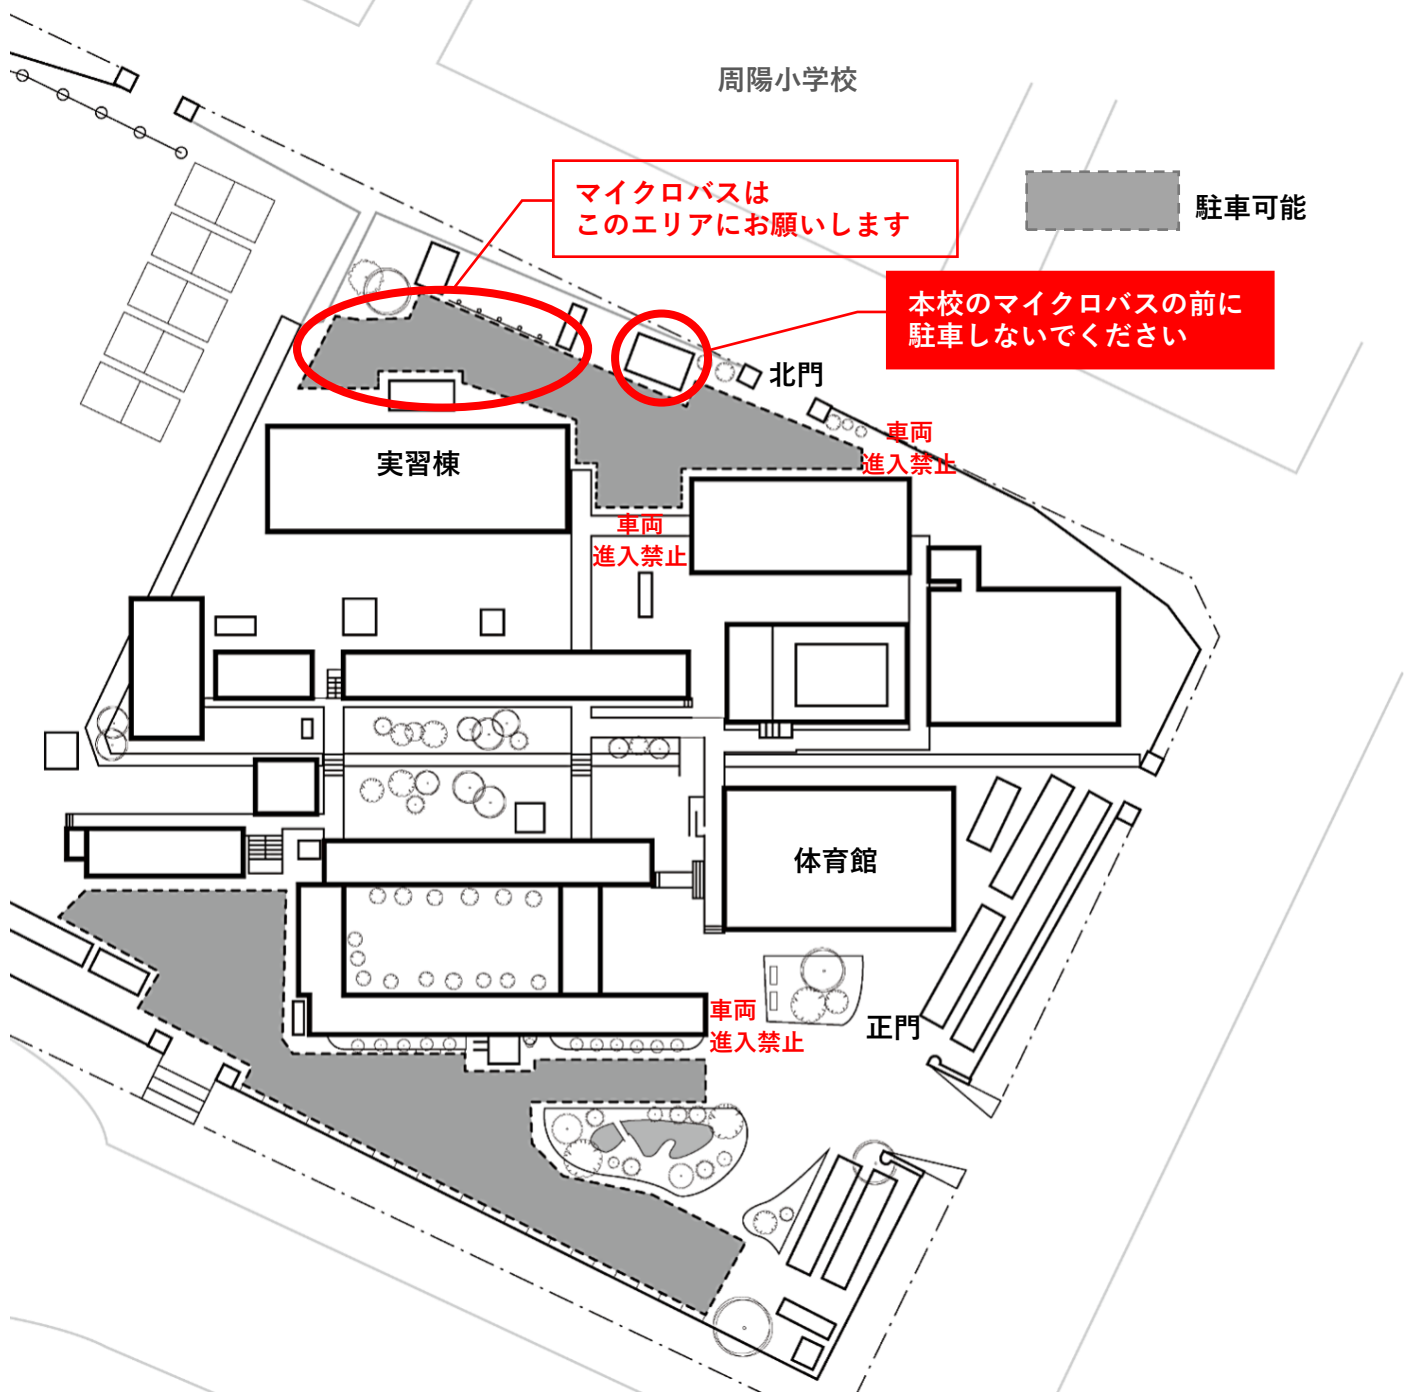 周陽小学校
マイクロバスは
このエリアにお願いします
駐車可能
本校のマイクロバスの前に
駐車しないでください
北門
車両
進入禁止
実習棟
車両
進入禁止
体育館
車両
進入禁止
正門